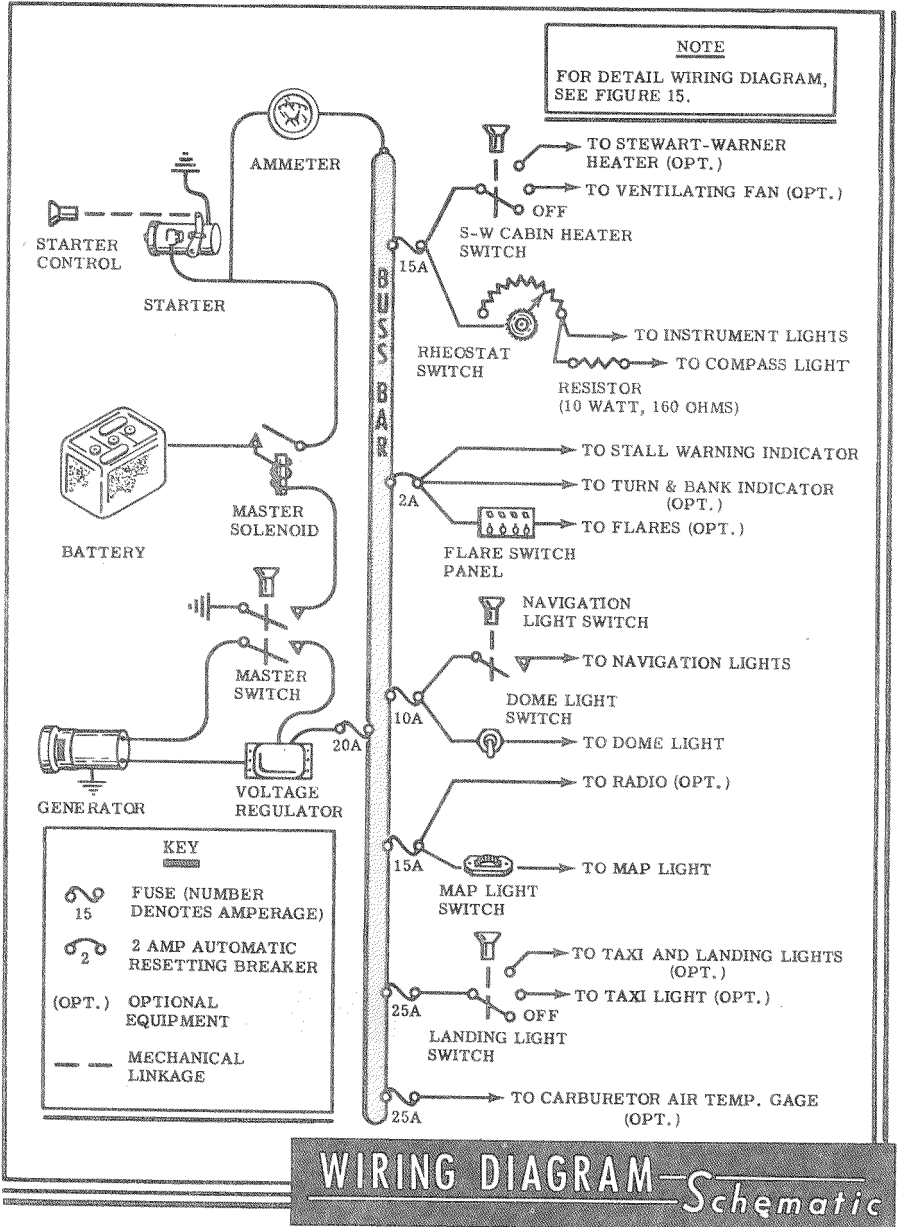 NOTE
FOR DETAIL WIRING DIAGRAM,
SEE FIGURE 15.
AMMETER
TO STEWART-WARNER
HEATER (OPT.)
TO VENTILATING FAN (OPT.)
OFF
S-W CABIN HEATER
SWITCH
STARTER
CONTROL
STARTER
15A
BUSS BAR
RHEOSTAT
SWITCH
TO INSTRUMENT LIGHTS
TO COMPASS LIGHT
RESISTOR
(10 WATT, 160 OHMS)
BATTERY
MASTER
SOLENOID
2A
TO STALL WARNING INDICATOR
TO TURN & BANK INDICATOR
(OPT.)
TO FLARES (OPT.)
FLARE SWITCH
PANEL
MASTER
SWITCH
NAVIGATION
LIGHT SWITCH
TO NAVIGATION LIGHTS
10A
DOME LIGHT
SWITCH
TO DOME LIGHT
20A
GENERATOR
VOLTAGE
REGULATOR
TO RADIO (OPT.)
15A
TO MAP LIGHT
MAP LIGHT
SWITCH
TO TAXI AND LANDING LIGHTS
(OPT.)
TO TAXI LIGHT (OPT.)
OFF
25A
LANDING LIGHT
SWITCH
25A
TO CARBURETOR AIR TEMP. GAGE
(OPT.)
KEY
15
FUSE (NUMBER
DENOTES AMPERAGE)
2
2 AMP AUTOMATIC
RESETTING BREAKER
(OPT.)
OPTIONAL
EQUIPMENT
MECHANICAL
LINKAGE
WIRING DIAGRAM
Schematic